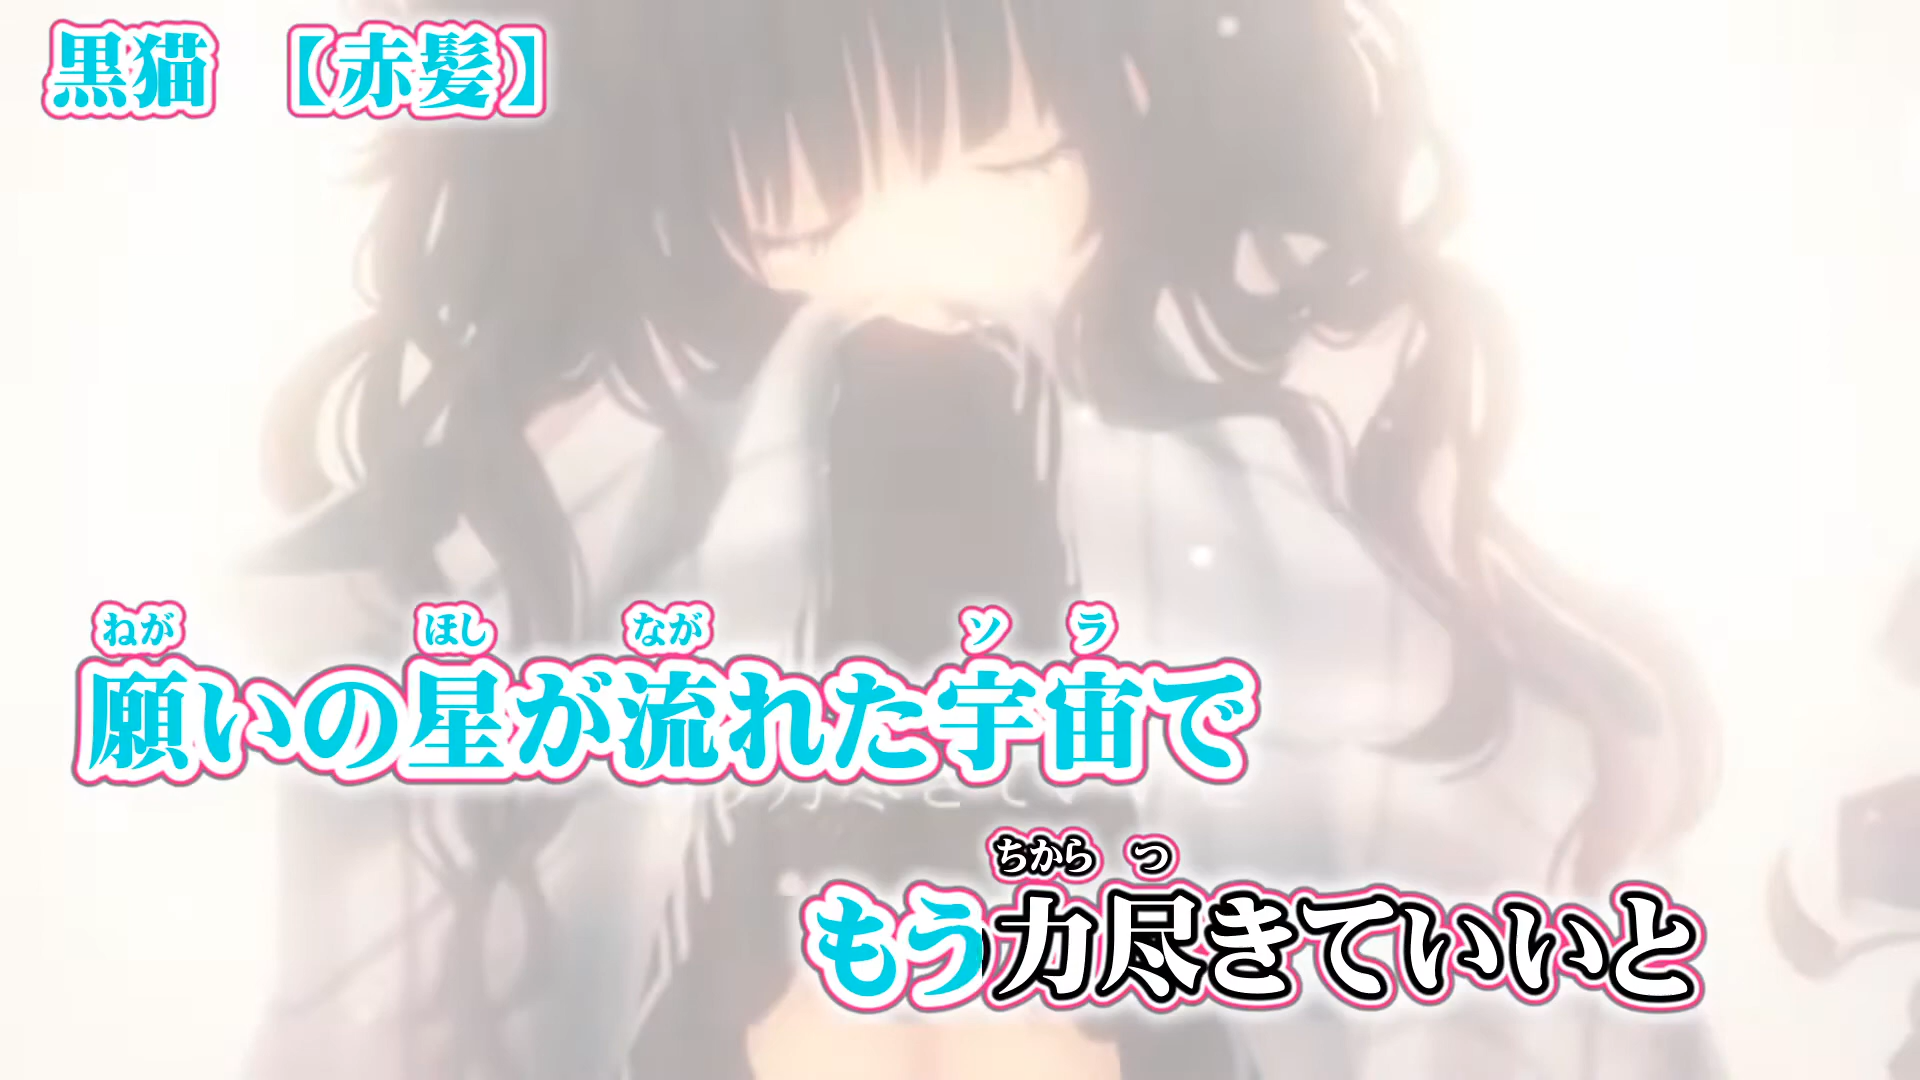 黒猫　【赤髪】
ねが ほし なが ソ ラ
願いの星が流れた宇宙で
ちから つ
もう力尽きていいと